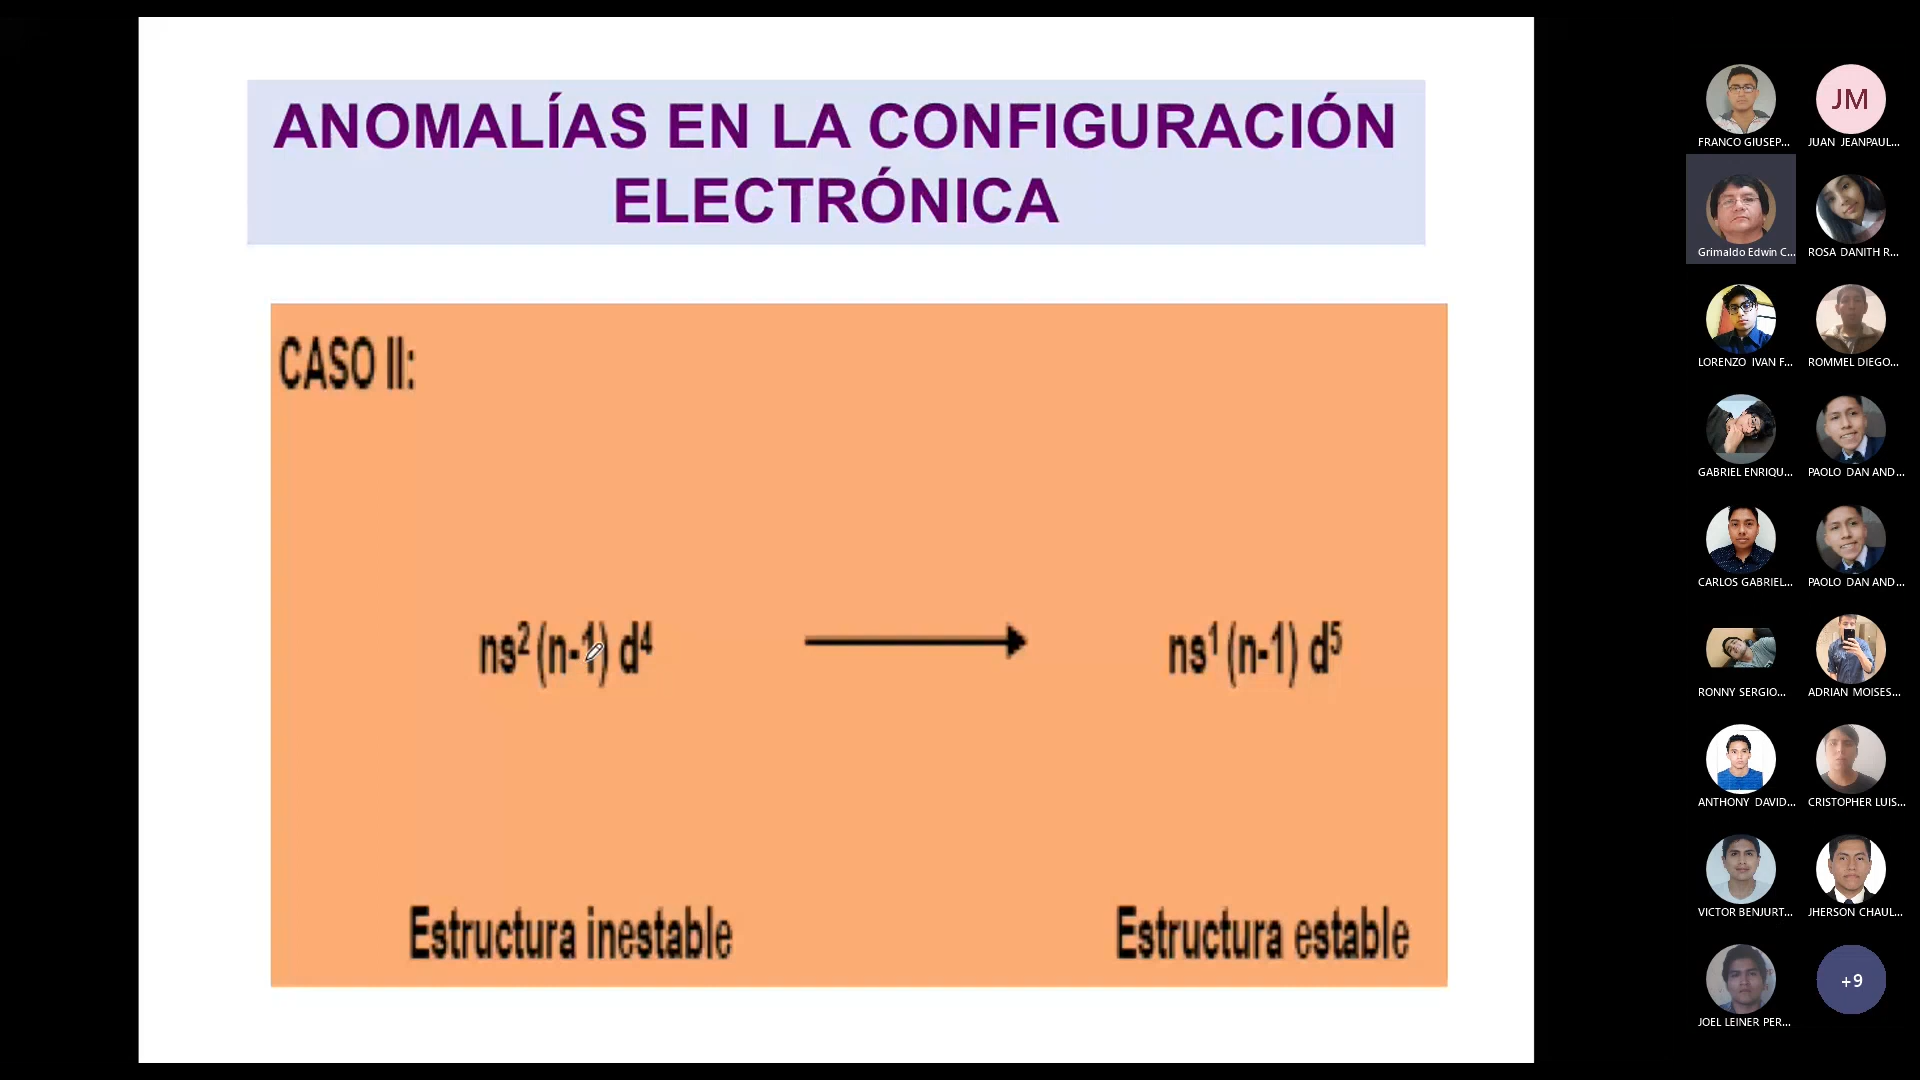 ANOMALÍAS EN LA CONFIGURACIÓN
ELECTRÓNICA
CASO II:
ns² (n-1) d⁴
ns¹ (n-1) d⁵
Estructura inestable
Estructura estable
FRANCO GIUSEP...
JM
JUAN JEANPAUL...
Grimaldo Edwin C...
ROSA DANITH R...
LORENZO IVAN F...
ROMMEL DIEGO...
GABRIEL ENRIQU...
PAOLO DAN AND...
CARLOS GABRIEL...
PAOLO DAN AND...
RONNY SERGIO...
ADRIAN MOISES...
ANTHONY DAVID...
CRISTOPHER LUIS...
VICTOR BENJURT...
JHERSON CHAUL...
JOEL LEINER PER...
+9